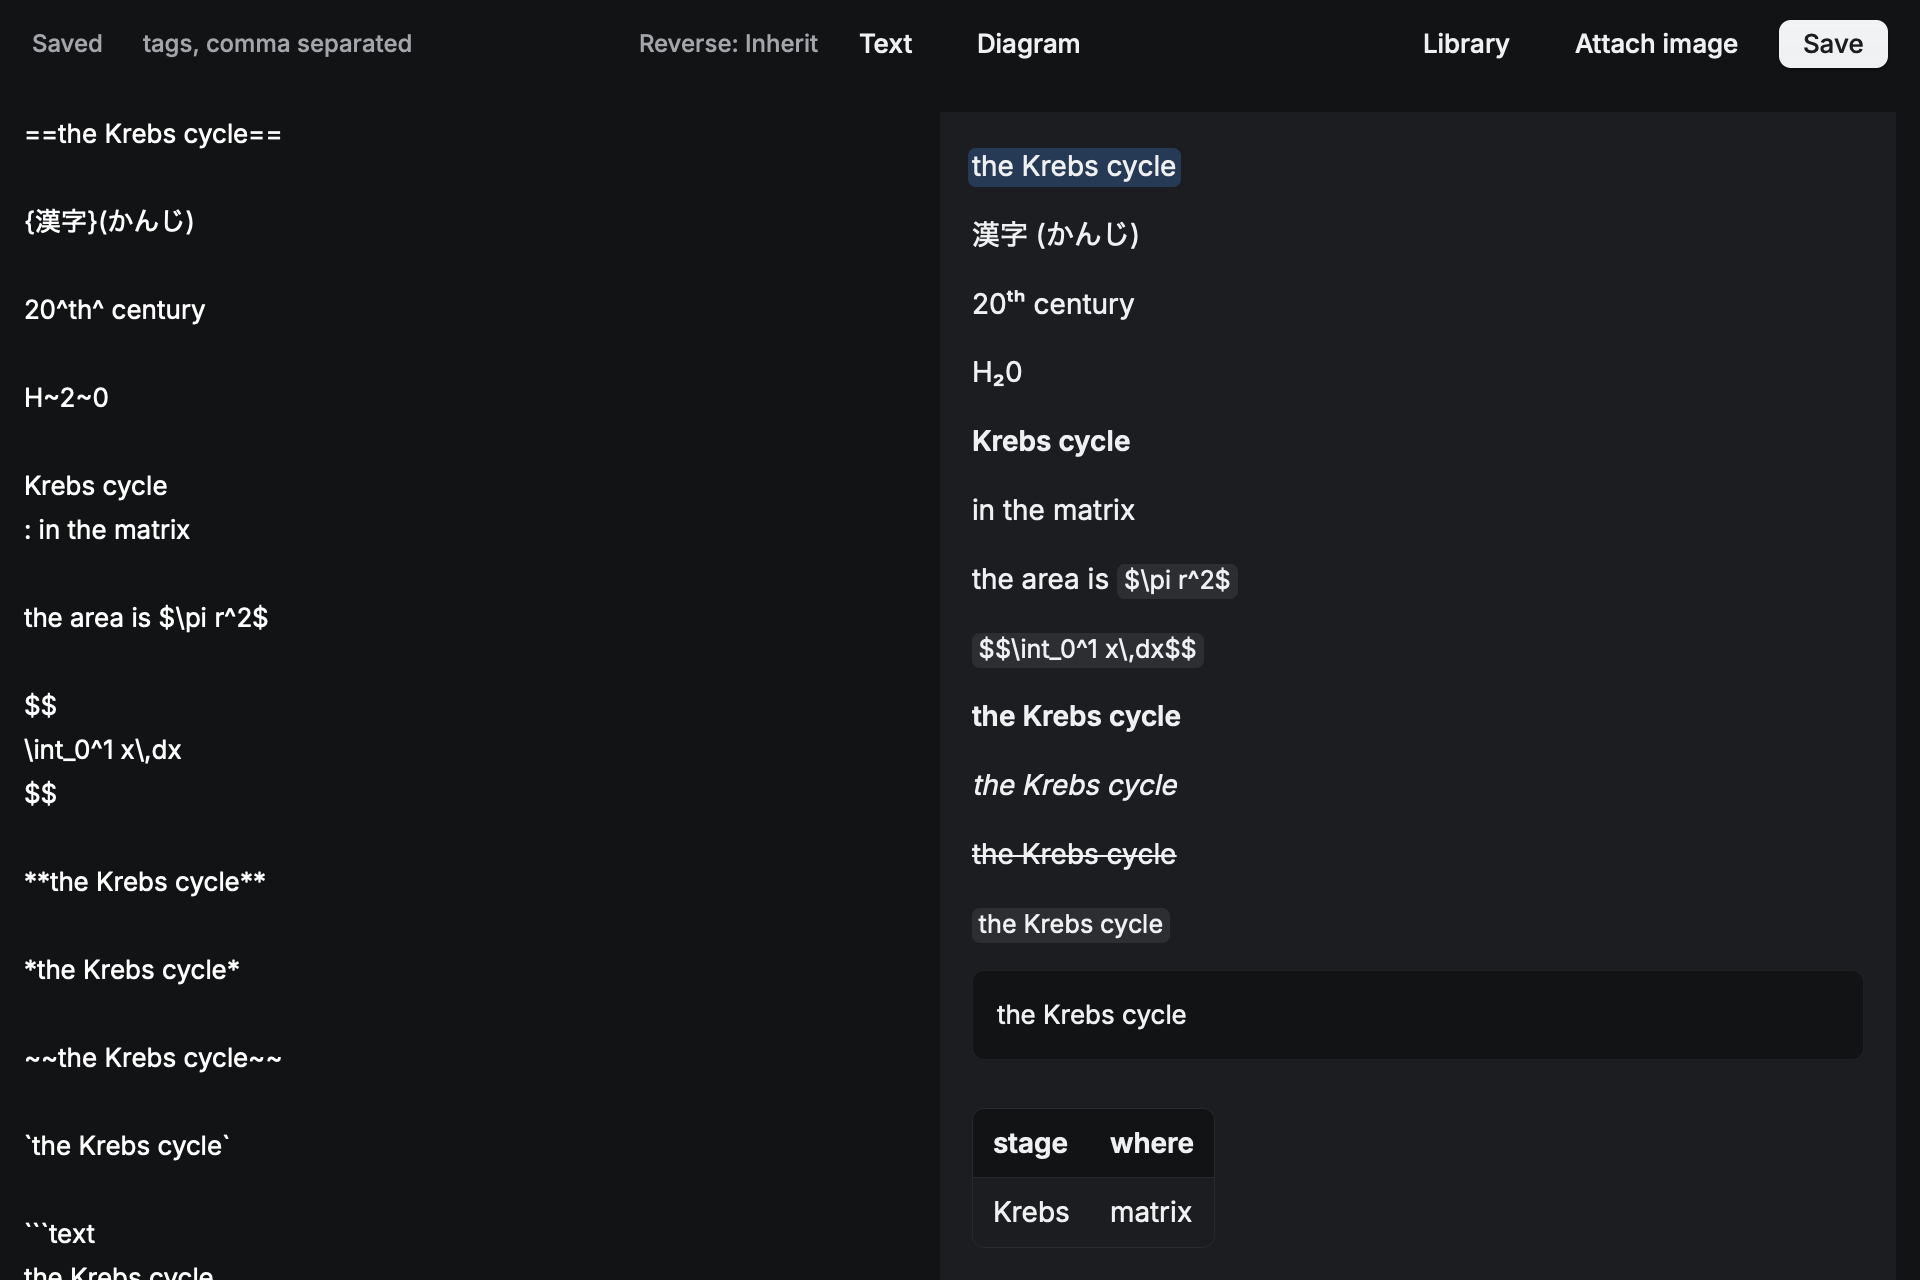 Saved tags, comma separated Reverse: Inherit Text Diagram Library Attach image Save
==the Krebs cycle==
{漢字}(かんじ)
20^th^ century
H~2~0
Krebs cycle
: in the matrix
the area is $\pi r^2$
$$
\int_0^1 x\,dx
$$
**the Krebs cycle**
*the Krebs cycle*
~~the Krebs cycle~~
`the Krebs cycle`
```text
the Krebs cycle
the Krebs cycle
漢字 (かんじ)
20ᵗʰ century
H₂0
Krebs cycle
in the matrix
the area is $\pi r^2$
$$\int_0^1 x\,dx$$
the Krebs cycle
the Krebs cycle
the Krebs cycle
the Krebs cycle
the Krebs cycle
stage where
Krebs matrix